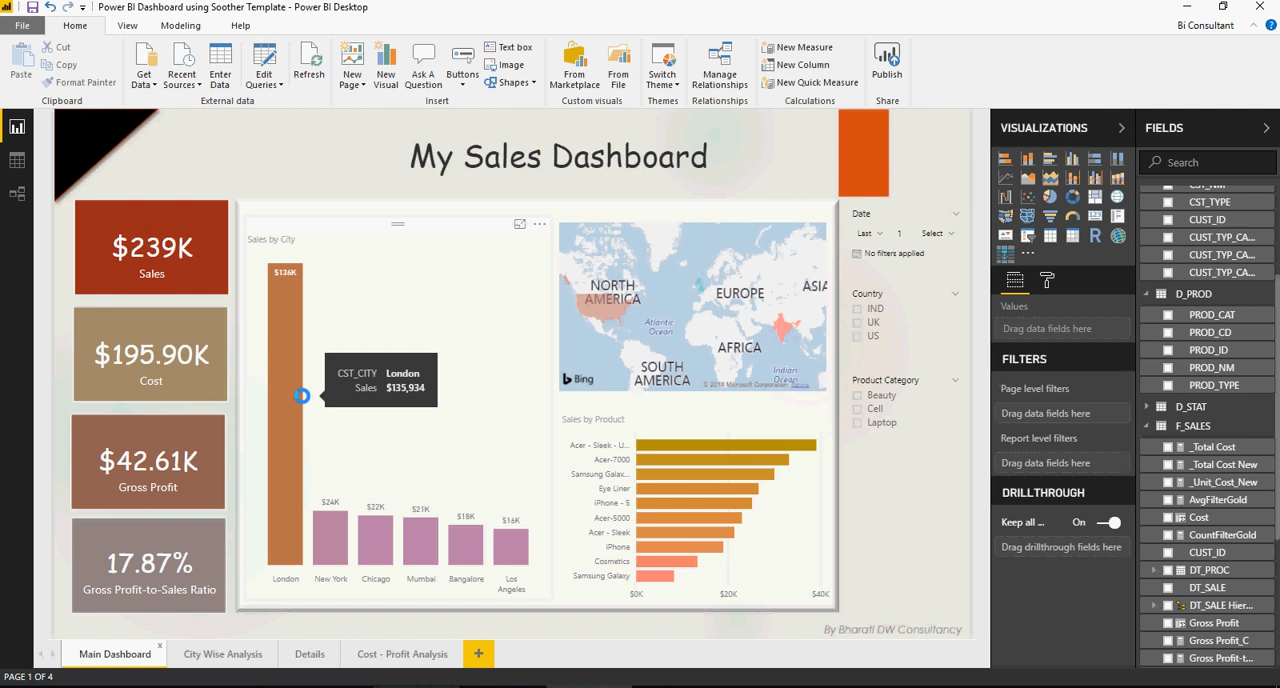 Power BI Dashboard using Soother Template - Power BI Desktop
File Home View Modeling Help Bi Consultant
Paste Cut Copy Format Painter
Clipboard
Get Data Recent Sources Enter Data Edit Queries Refresh
External data
New Page New Visual Ask A Question Buttons Text box Image Shapes
Insert
From Marketplace From File
Custom visuals
Switch Theme
Themes
Manage Relationships
Relationships
New Measure
New Column
New Quick Measure
Calculations
Publish
Share
My Sales Dashboard
$239K
Sales
$195.90K
Cost
$42.61K
Gross Profit
17.87%
Gross Profit-to-Sales Ratio
Sales by City
$136K
CST_CITY London
Sales $135,934
$24K $22K $21K $18K $16K
London New York Chicago Mumbai Bangalore Los Angeles
NORTH AMERICA
EUROPE
ASIA
Atlantic Ocean
AFRICA
SOUTH AMERICA
Indian Ocean
Bing
© 2018 Microsoft Corporation Terms
Sales by Product
Acer - Sleek - U...
Acer-7000
Samsung Galax...
Eye Liner
iPhone - 5
Acer-5000
Acer - Sleek
iPhone
Cosmetics
Samsung Galaxy
$0K $20K $40K
Date
Last 1 Select
No filters applied
Country
IND
UK
US
Product Category
Beauty
Cell
Laptop
By Bharati DW Consultancy
VISUALIZATIONS
R
123
Values
Drag data fields here
FILTERS
Page level filters
Drag data fields here
Report level filters
Drag data fields here
DRILLTHROUGH
Keep all ... On
Drag drillthrough fields here
FIELDS
Search
CST_NM
CST_TYPE
CUST_ID
CUST_TYP_CA...
CUST_TYP_CA...
CUST_TYP_CA...
D_PROD
PROD_CAT
PROD_CD
PROD_ID
PROD_NM
PROD_TYPE
D_STAT
F_SALES
_Total Cost
_Total Cost New
_Unit_Cost_New
AvgFilterGold
Cost
CountFilterGold
CUST_ID
DT_PROC
DT_SALE
DT_SALE Hier...
Gross Profit
Gross Profit_C
Gross Profit-t...
Main Dashboard x City Wise Analysis Details Cost - Profit Analysis +
PAGE 1 OF 4